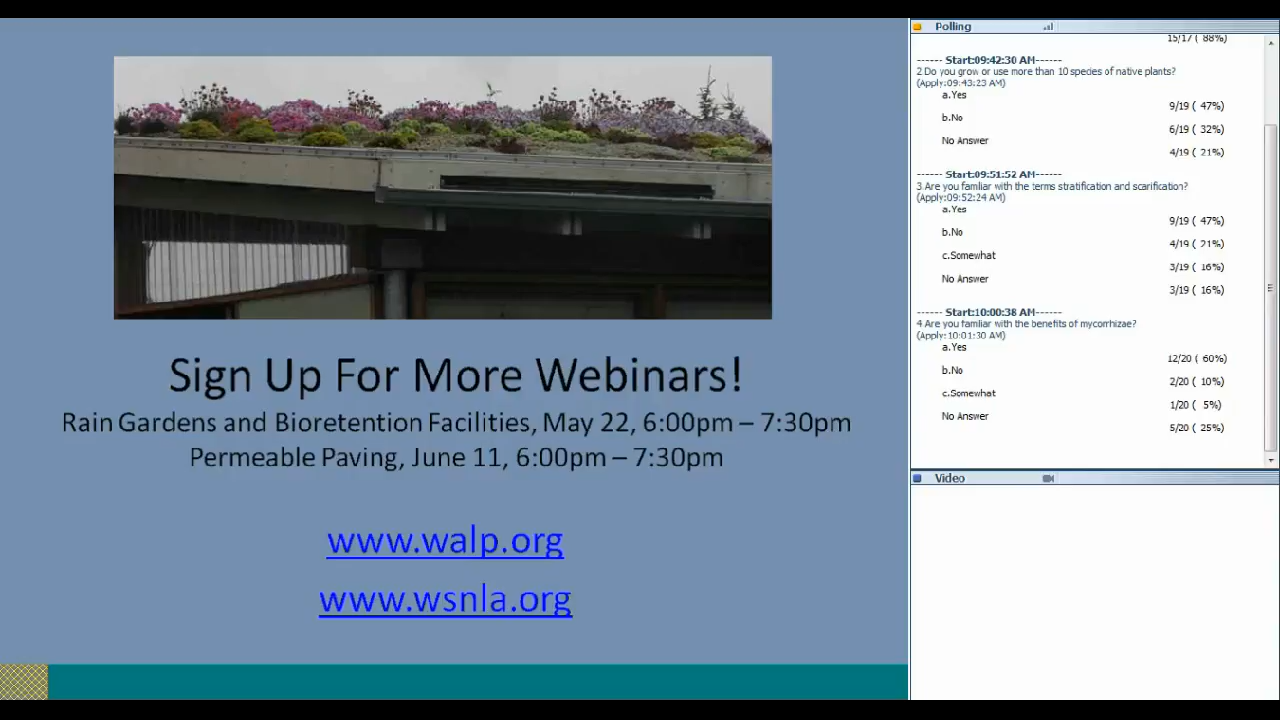 Sign Up For More Webinars!
Rain Gardens and Bioretention Facilities, May 22, 6:00pm – 7:30pm
Permeable Paving, June 11, 6:00pm – 7:30pm
www.walp.org
www.wsnla.org
Polling
15/17 ( 88%)
------ Start:09:42:30 AM------
2.Do you grow or use more than 10 species of native plants?
(Apply:09:43:23 AM)
a.Yes
9/19 ( 47%)
b.No
6/19 ( 32%)
No Answer
4/19 ( 21%)
------ Start:09:51:52 AM------
3.Are you familiar with the terms stratification and scarification?
(Apply:09:52:24 AM)
a.Yes
9/19 ( 47%)
b.No
4/19 ( 21%)
c.Somewhat
3/19 ( 16%)
No Answer
3/19 ( 16%)
------ Start:10:00:38 AM------
4.Are you familiar with the benefits of mycorrhizae?
(Apply:10:01:30 AM)
a.Yes
12/20 ( 60%)
b.No
2/20 ( 10%)
c.Somewhat
1/20 ( 5%)
No Answer
5/20 ( 25%)
Video